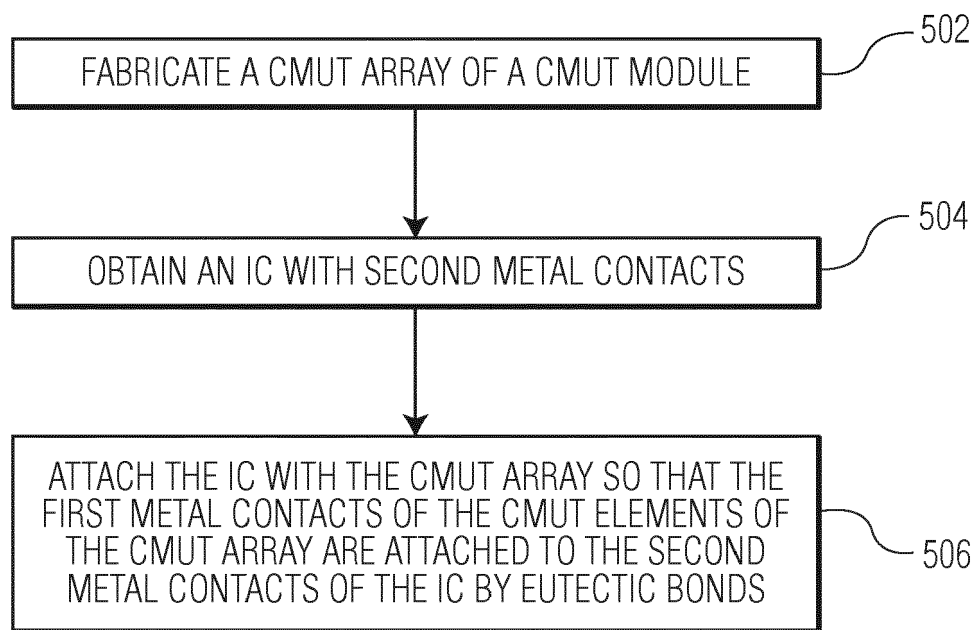 502
FABRICATE A CMUT ARRAY OF A CMUT MODULE
504
OBTAIN AN IC WITH SECOND METAL CONTACTS
ATTACH THE IC WITH THE CMUT ARRAY SO THAT THE
FIRST METAL CONTACTS OF THE CMUT ELEMENTS OF
THE CMUT ARRAY ARE ATTACHED TO THE SECOND
METAL CONTACTS OF THE IC BY EUTECTIC BONDS
506